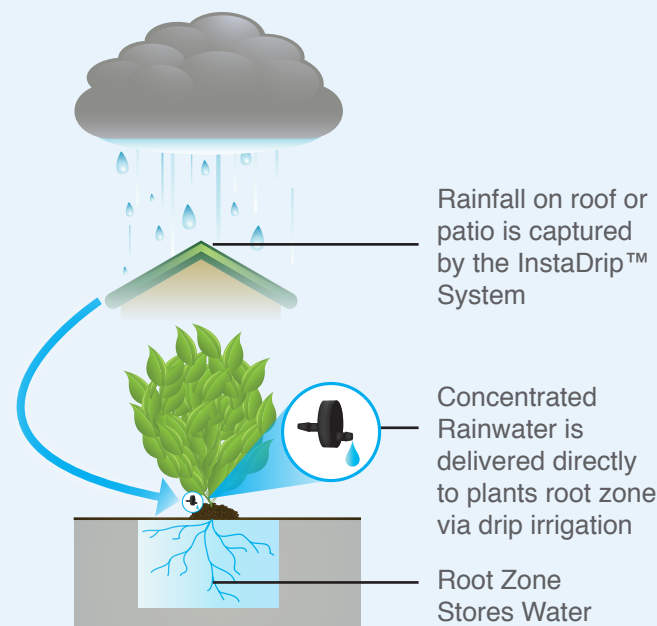 Rainfall on roof or
patio is captured
by the InstaDrip™
System
Concentrated
Rainwater is
delivered directly
to plants root zone
via drip irrigation
Root Zone
Stores Water